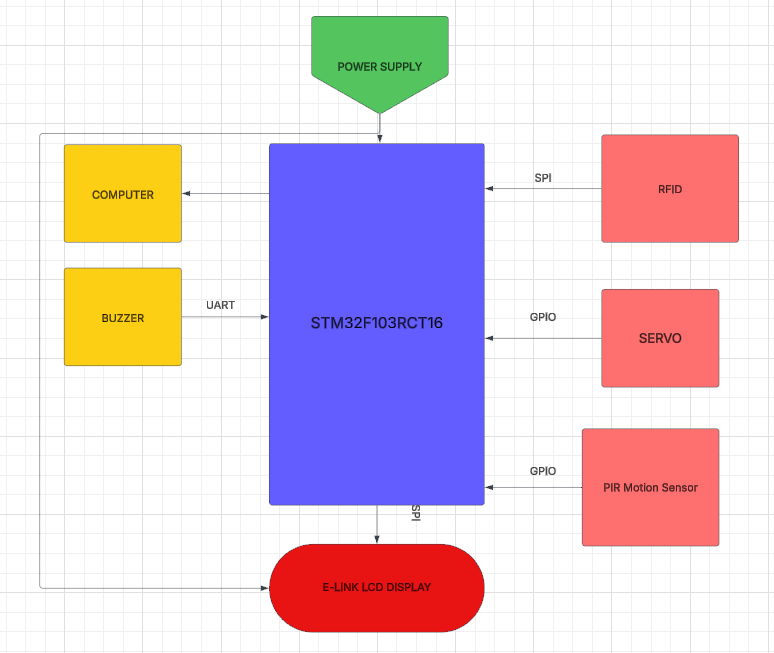 POWER SUPPLY
COMPUTER
SPI
RFID
BUZZER
UART
STM32F103RCT16
GPIO
SERVO
GPIO
PIR Motion Sensor
SPI
E-LINK LCD DISPLAY